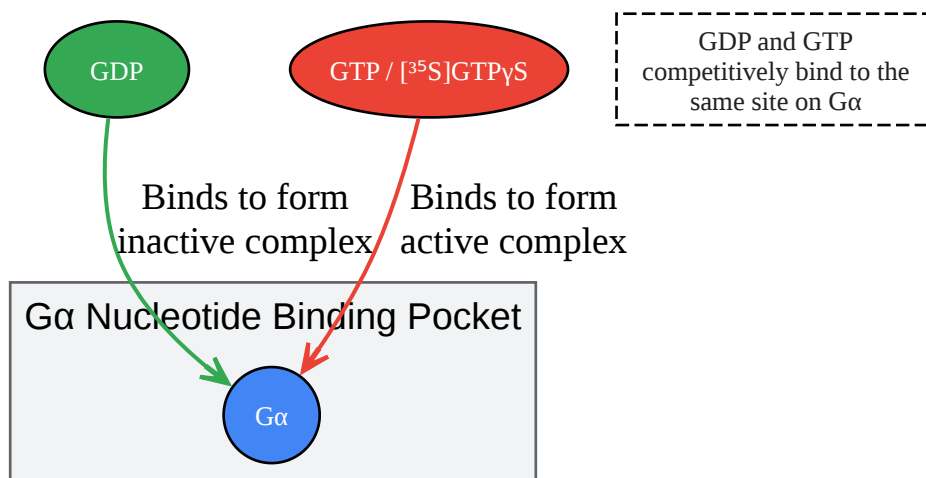 GDP
GTP / [³⁵S]GTPγS
GDP and GTP
competitively bind to the
same site on Gα
Binds to form
inactive complex
Binds to form
active complex
Gα Nucleotide Binding Pocket
Gα